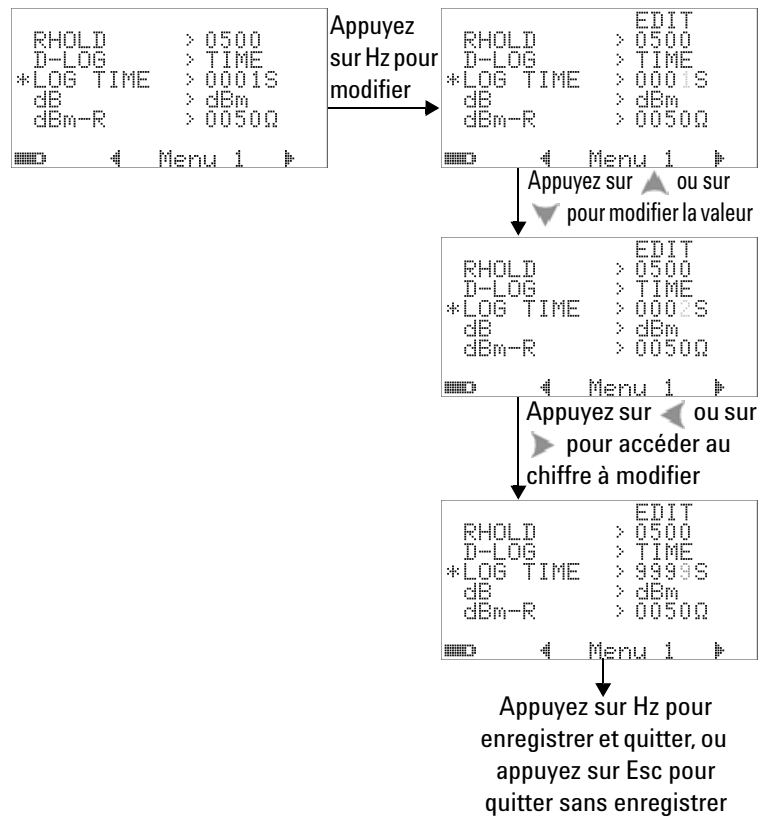 RHOLD > 0500
D-LOG > TIME
*LOG TIME > 0001S
dB > dBm
dBm-R > 0050Ω
Menu 1
Appuyez
sur Hz pour
modifier
EDIT
RHOLD > 0500
D-LOG > TIME
*LOG TIME > 0001S
dB > dBm
dBm-R > 0050Ω
Menu 1
Appuyez sur ou sur
pour modifier la valeur
EDIT
RHOLD > 0500
D-LOG > TIME
*LOG TIME > 0002S
dB > dBm
dBm-R > 0050Ω
Menu 1
Appuyez sur ou sur
pour accéder au
chiffre à modifier
EDIT
RHOLD > 0500
D-LOG > TIME
*LOG TIME > 9999S
dB > dBm
dBm-R > 0050Ω
Menu 1
Appuyez sur Hz pour
enregistrer et quitter, ou
appuyez sur Esc pour
quitter sans enregistrer